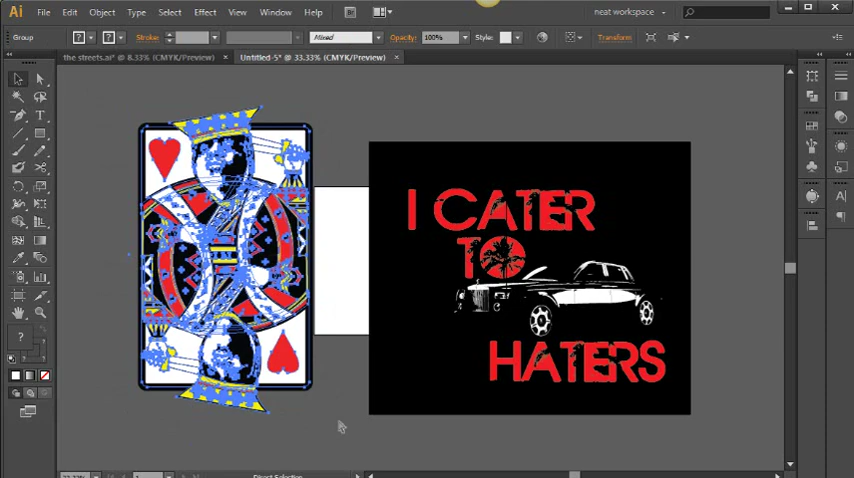 Ai File Edit Object Type Select Effect View Window Help Br neat workspace
Group ? ? Stroke: Mixed Opacity: 100% Style: Transform
the streets.ai* @ 8.33% (CMYK/Preview) × Untitled-5* @ 33.33% (CMYK/Preview) ×
I CATER
TO
HATERS
?
Direct Selection